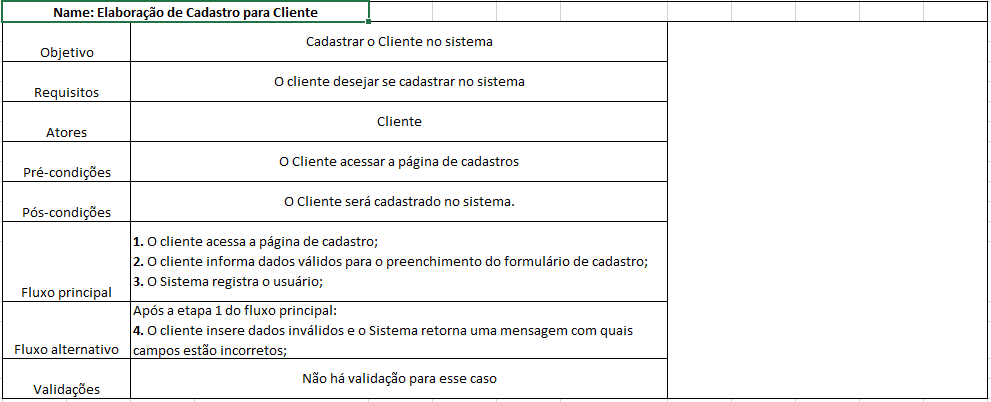 Name: Elaboração de Cadastro para Cliente
Objetivo
Cadastrar o Cliente no sistema
Requisitos
O cliente desejar se cadastrar no sistema
Atores
Cliente
Pré-condições
O Cliente acessar a página de cadastros
Pós-condições
O Cliente será cadastrado no sistema.
Fluxo principal
1. O cliente acessa a página de cadastro;
2. O cliente informa dados válidos para o preenchimento do formulário de cadastro;
3. O Sistema registra o usuário;
Fluxo alternativo
Após a etapa 1 do fluxo principal:
4. O cliente insere dados inválidos e o Sistema retorna uma mensagem com quais
campos estão incorretos;
Validações
Não há validação para esse caso